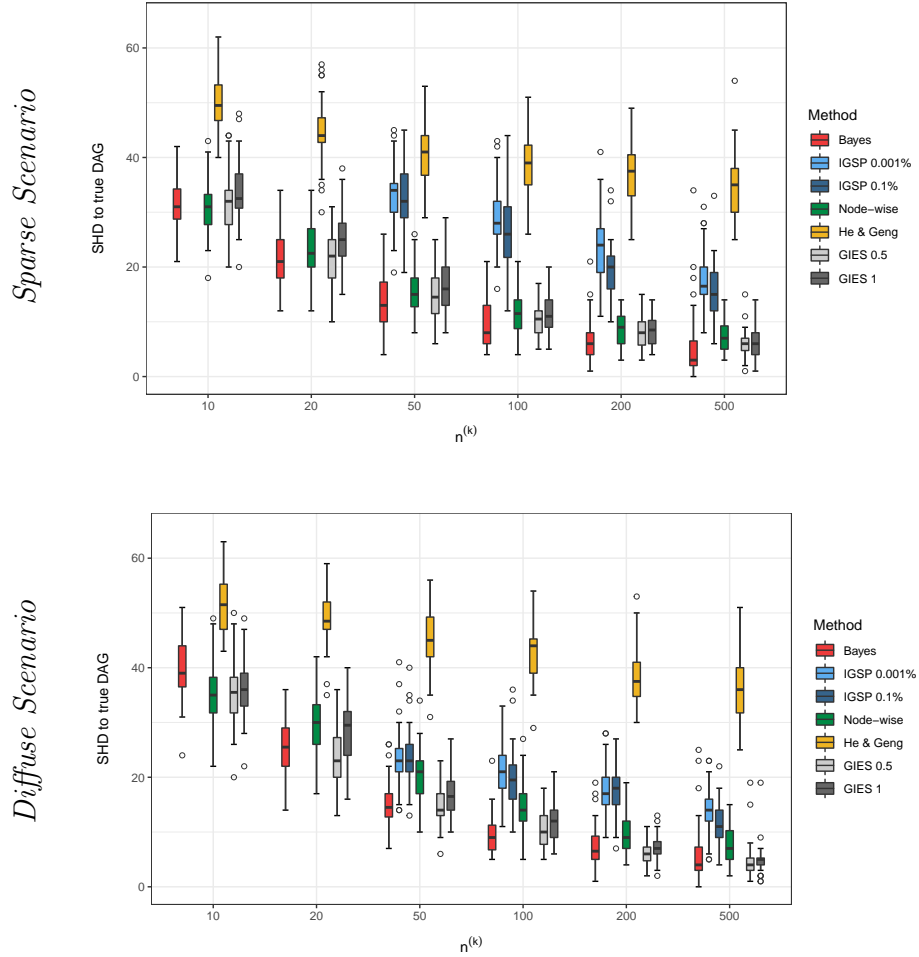 Sparse Scenario
SHD to true DAG
60
40
20
0
10 20 50 100 200 500
n^(k)
Method
Bayes
IGSP 0.001%
IGSP 0.1%
Node−wise
He & Geng
GIES 0.5
GIES 1
Diffuse Scenario
SHD to true DAG
60
40
20
0
10 20 50 100 200 500
n^(k)
Method
Bayes
IGSP 0.001%
IGSP 0.1%
Node−wise
He & Geng
GIES 0.5
GIES 1